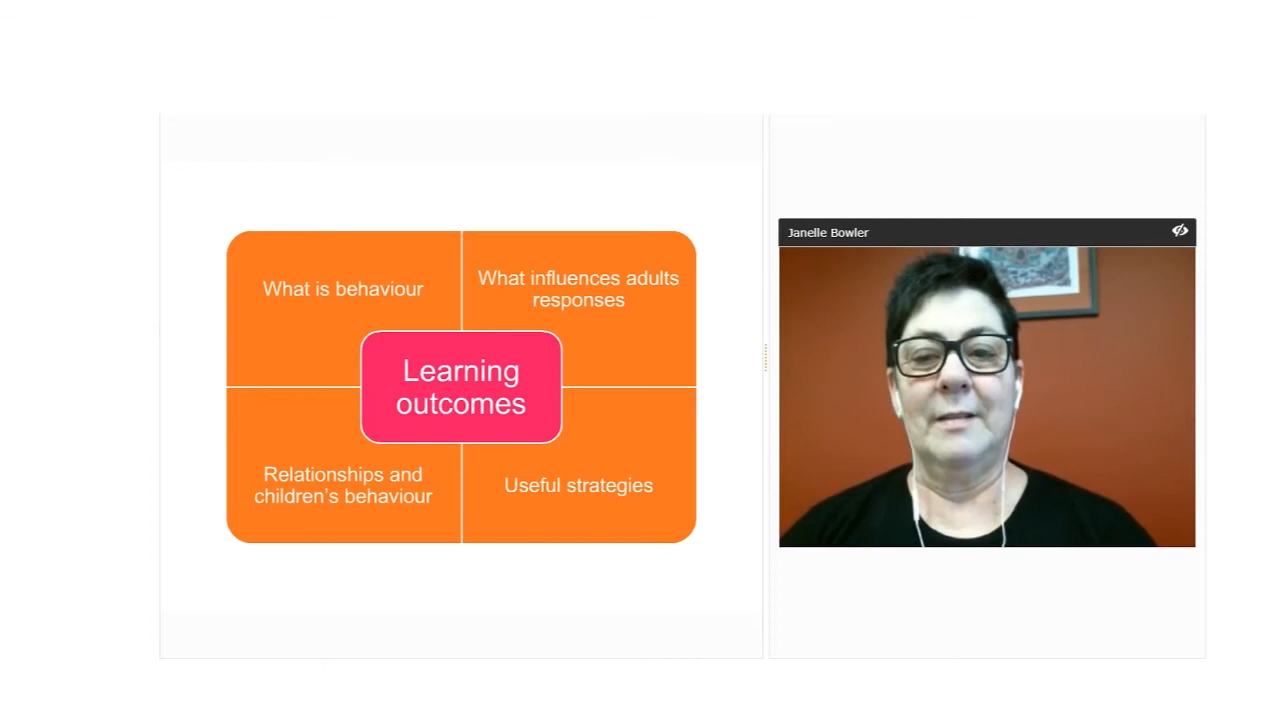 What is behaviour
What influences adults
responses
Learning
outcomes
Relationships and
children’s behaviour
Useful strategies
Janelle Bowler